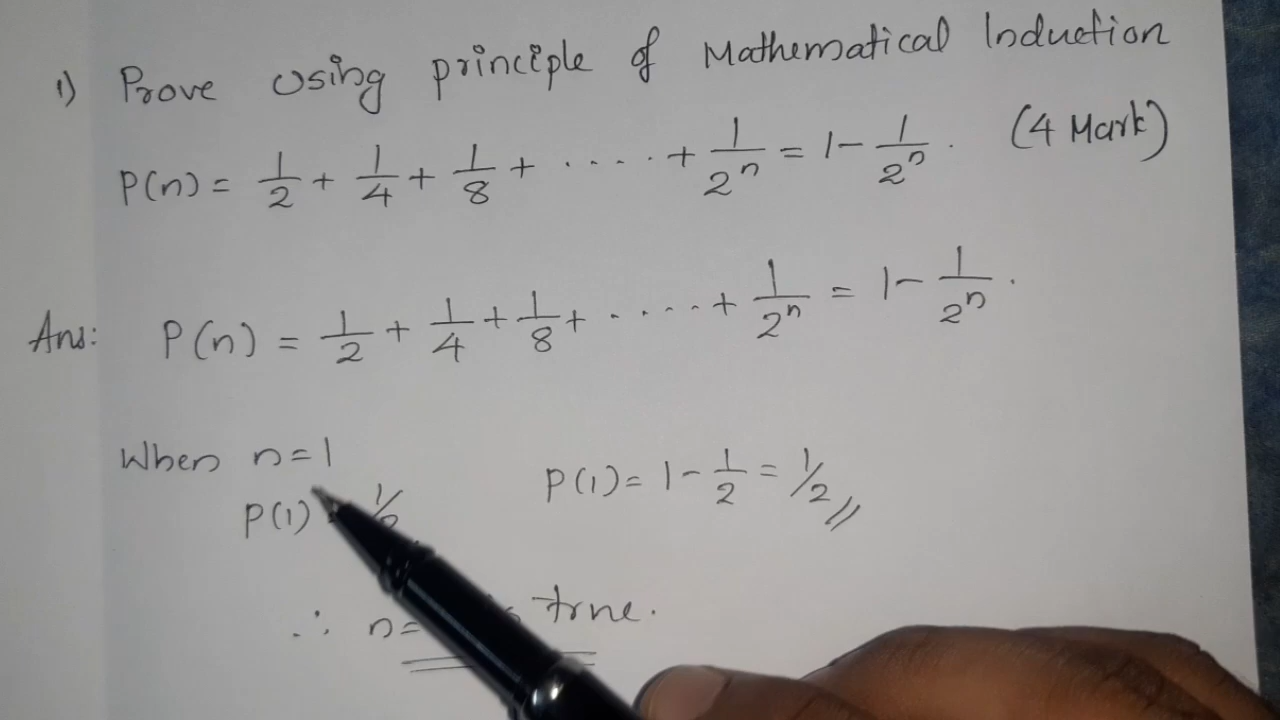 1) Prove using principle of Mathematical Induction
P(n) = 1/2 + 1/4 + 1/8 + ..... + 1/2^n = 1 - 1/2^n. (4 Mark)
Ans: P(n) = 1/2 + 1/4 + 1/8 + ..... + 1/2^n = 1 - 1/2^n.
When n=1
P(1) P(1) = 1 - 1/2 = 1/2 //
∴ n= true.